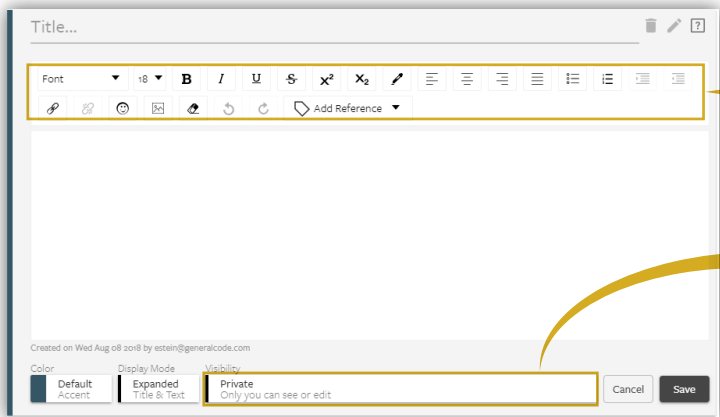 Title...
Font 18 B I U S X² X₂
Add Reference
Created on Wed Aug 08 2018 by estein@generalcode.com
Color Display Mode Visibility
Default Expanded Private
Accent Title & Text Only you can see or edit
Cancel Save